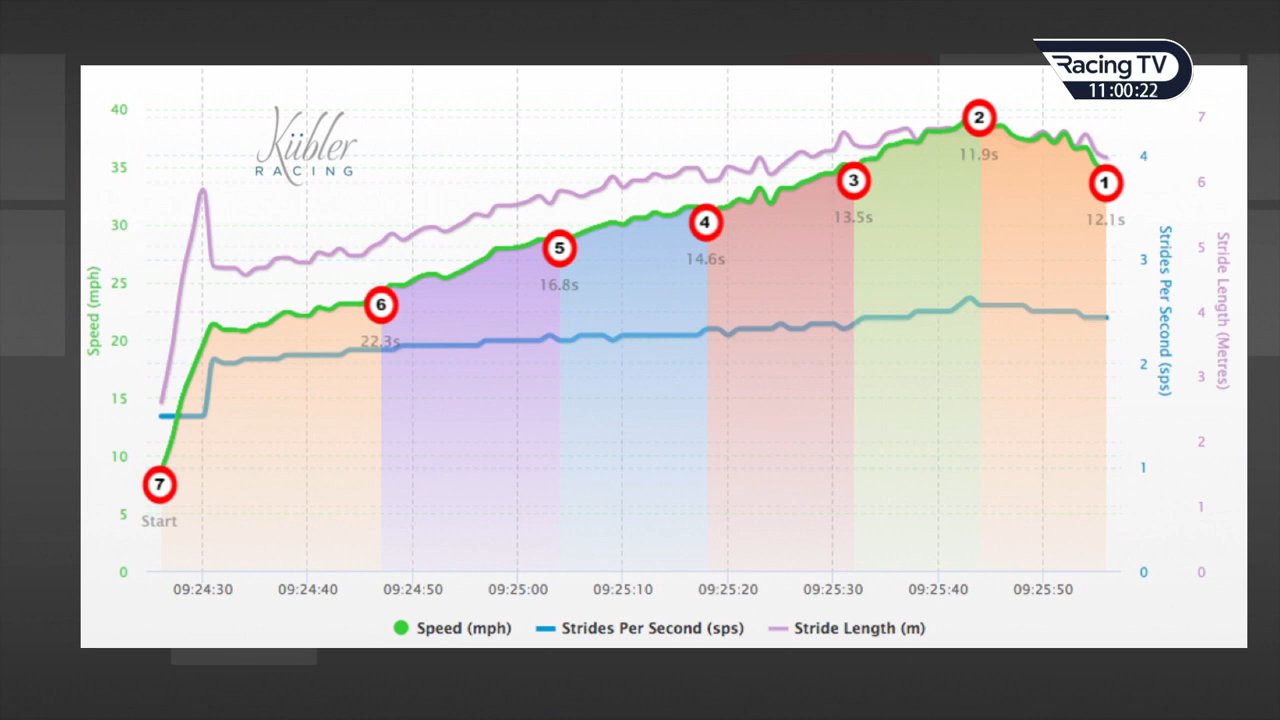 Racing TV
11:00:22
Kübler
RACING
40
35
30
25
20
15
10
5
0
Speed (mph)
7
Start
6
22.3s
5
16.8s
4
14.6s
3
13.5s
2
11.9s
1
12.1s
4
3
2
1
0
Strides Per Second (sps)
7
6
5
4
3
2
1
0
Stride Length (Metres)
09:24:30 09:24:40 09:24:50 09:25:00 09:25:10 09:25:20 09:25:30 09:25:40 09:25:50
Speed (mph) Strides Per Second (sps) Stride Length (m)